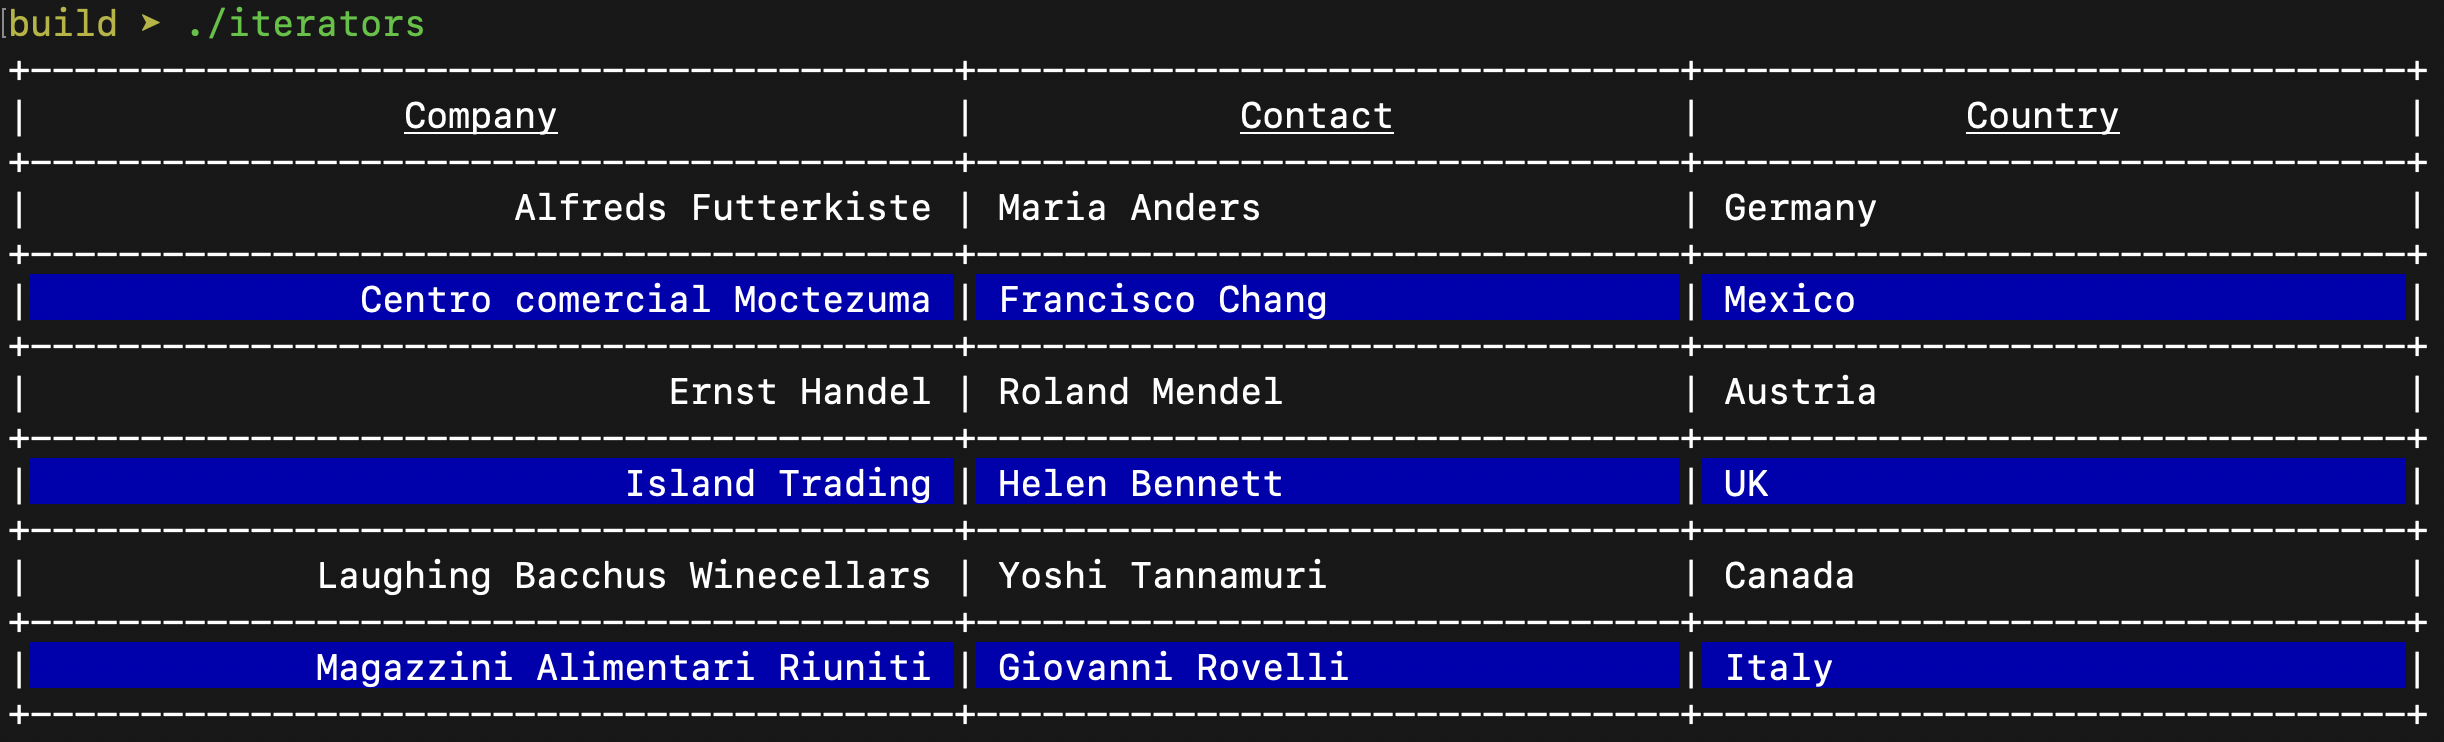 build ➤ ./iterators
Company Contact Country
Alfreds Futterkiste Maria Anders Germany
Centro comercial Moctezuma Francisco Chang Mexico
Ernst Handel Roland Mendel Austria
Island Trading Helen Bennett UK
Laughing Bacchus Winecellars Yoshi Tannamuri Canada
Magazzini Alimentari Riuniti Giovanni Rovelli Italy